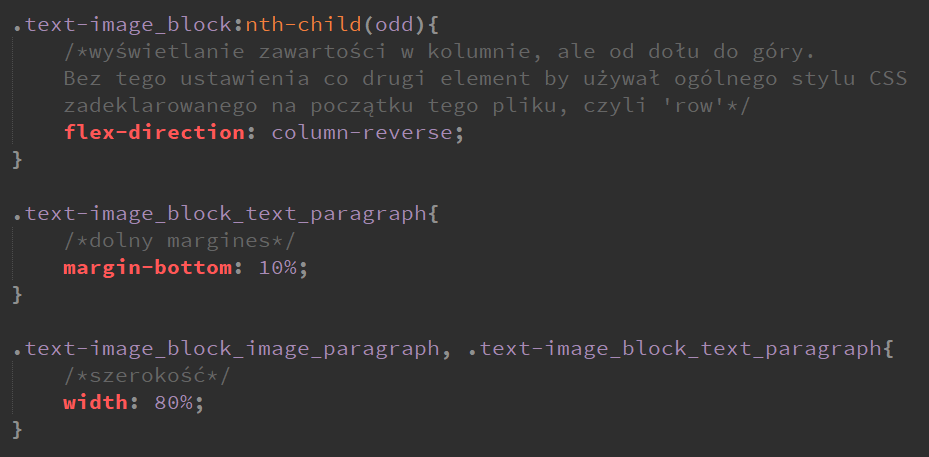 .text-image_block:nth-child(odd){
/*wyświetlanie zawartości w kolumnie, ale od dołu do góry.
Bez tego ustawienia co drugi element by używał ogólnego stylu CSS
zadeklarowanego na początku tego pliku, czyli 'row'*/
flex-direction: column-reverse;
}
.text-image_block_text_paragraph{
/*dolny margines*/
margin-bottom: 10%;
}
.text-image_block_image_paragraph, .text-image_block_text_paragraph{
/*szerokość*/
width: 80%;
}